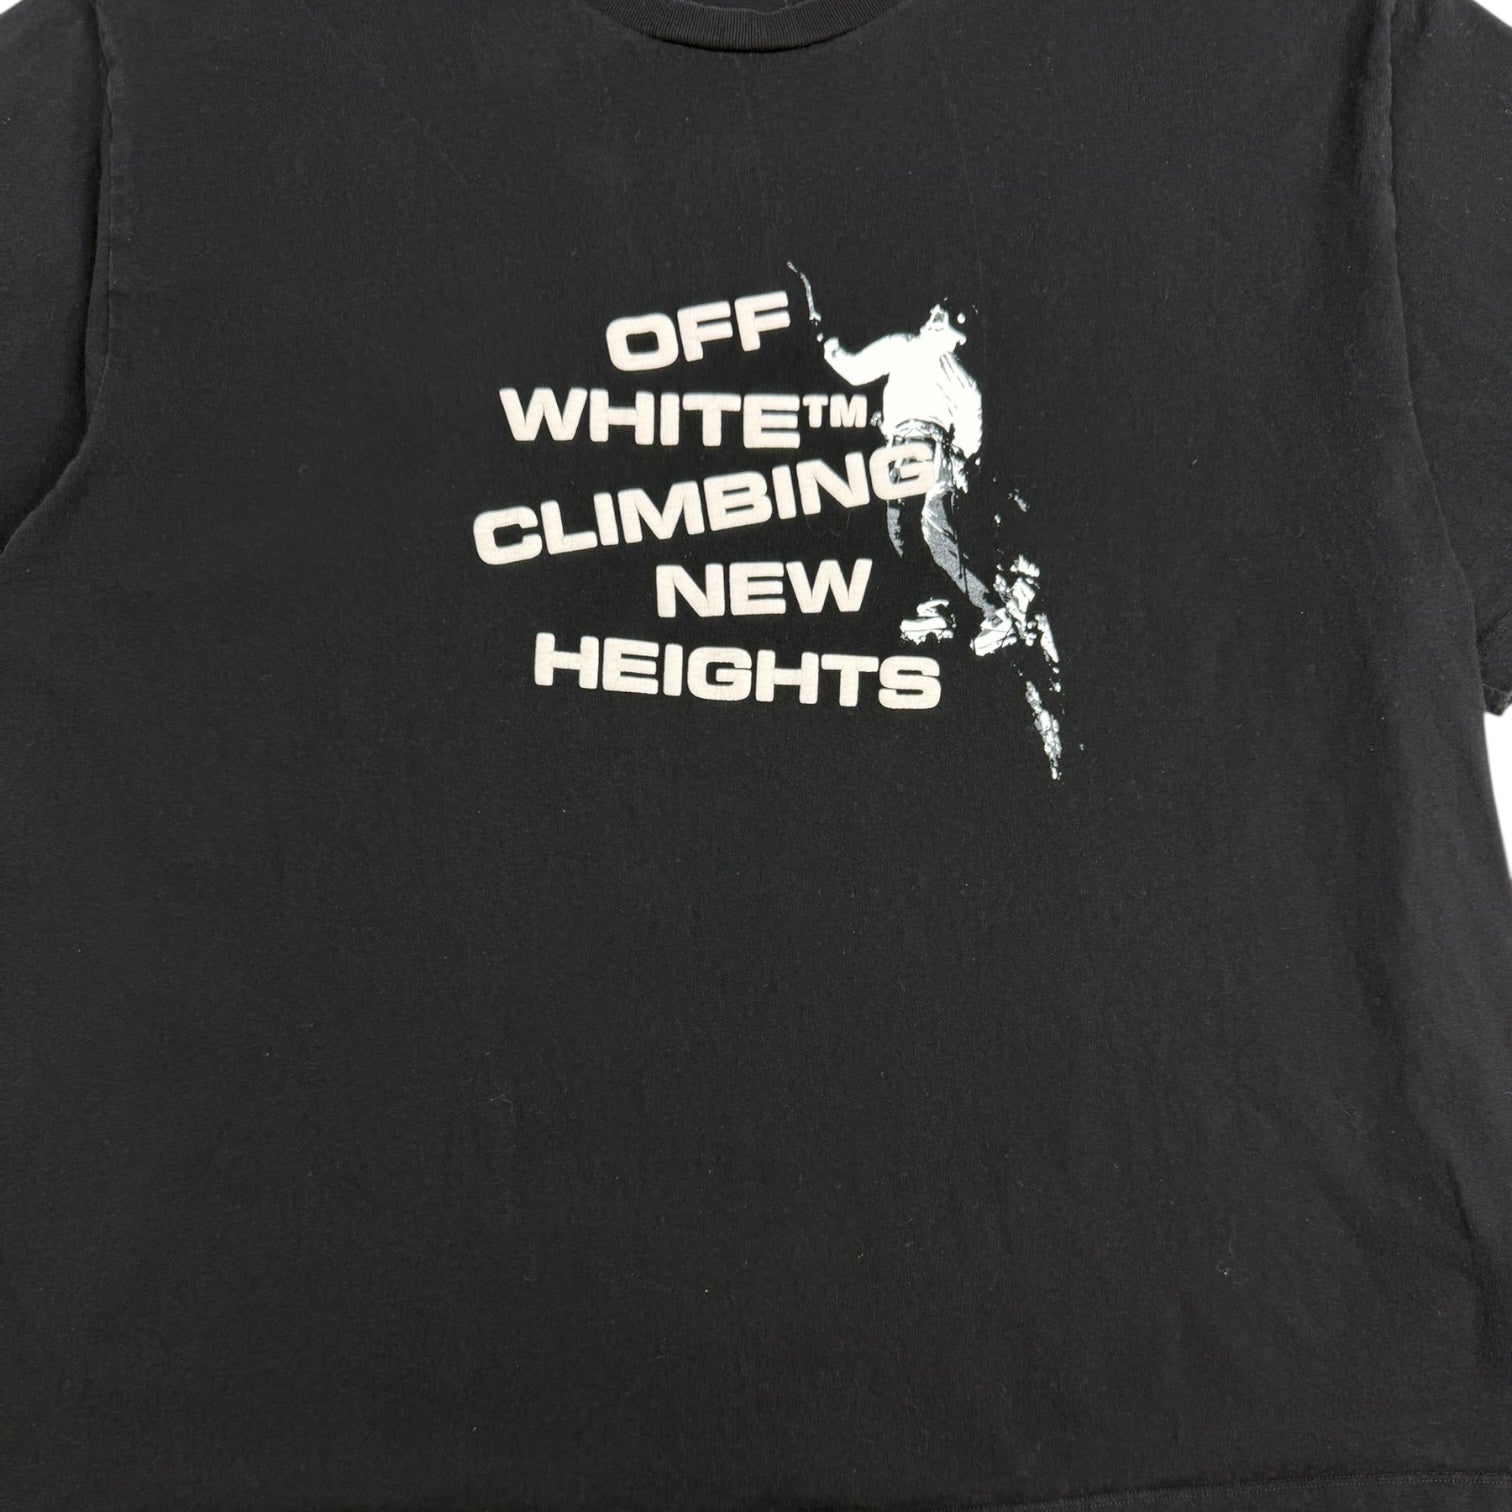 OFF
WHITE™
CLIMBING
NEW
HEIGHTS